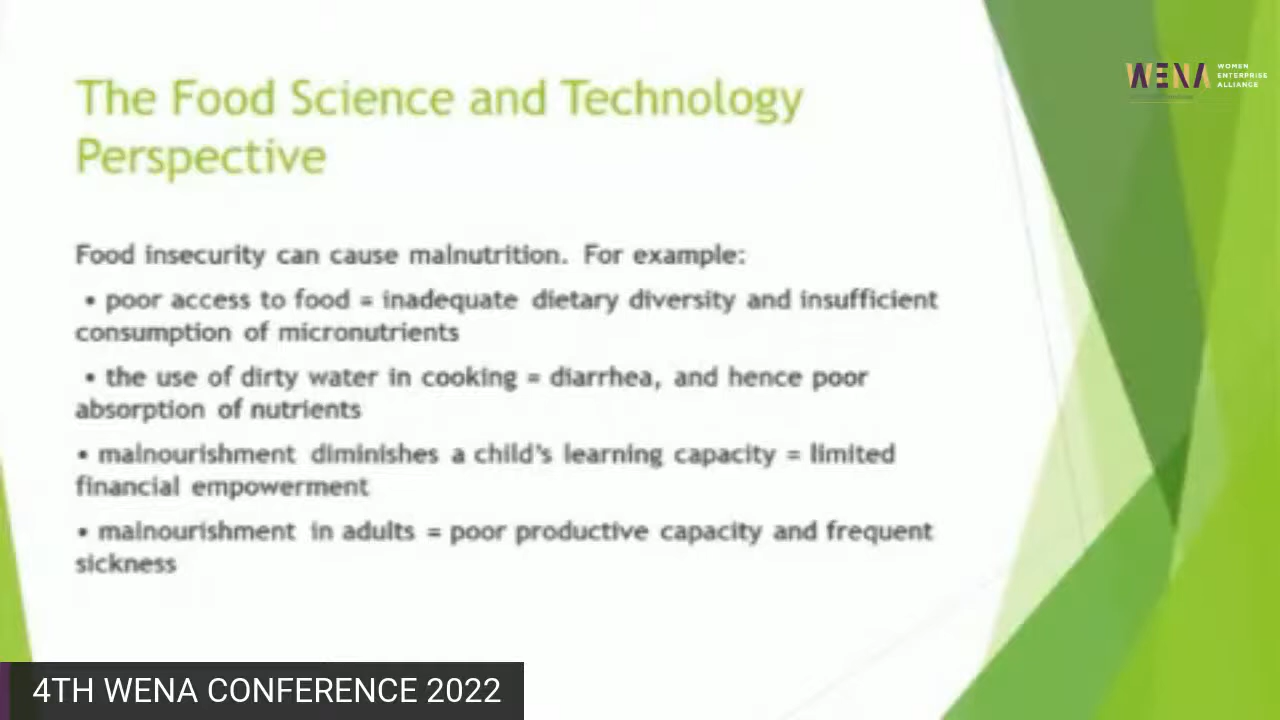 The Food Science and Technology
Perspective
WENA
WOMEN
ENTERPRISE
ALLIANCE
Food insecurity can cause malnutrition. For example:
• poor access to food = inadequate dietary diversity and insufficient
consumption of micronutrients
• the use of dirty water in cooking = diarrhea, and hence poor
absorption of nutrients
• malnourishment diminishes a child's learning capacity = limited
financial empowerment
• malnourishment in adults = poor productive capacity and frequent
sickness
4TH WENA CONFERENCE 2022